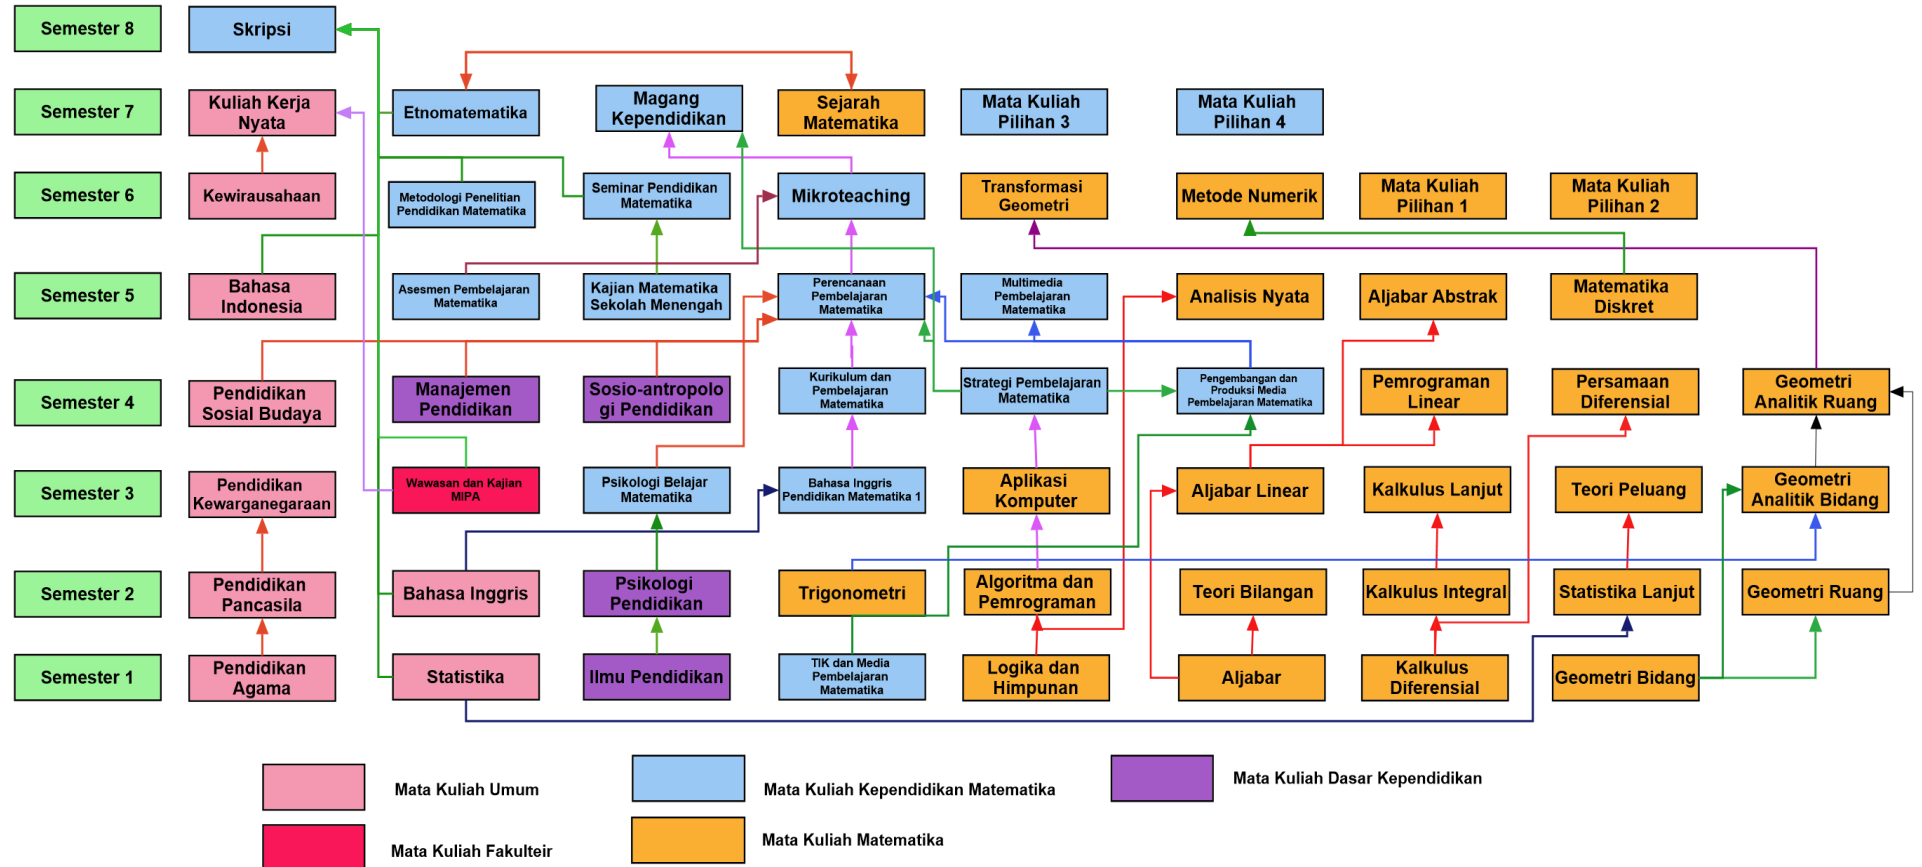 Semester 8
Skripsi
Semester 7
Kuliah Kerja
Nyata
Etnomatematika
Magang
Kependidikan
Sejarah
Matematika
Mata Kuliah
Pilihan 3
Mata Kuliah
Pilihan 4
Semester 6
Kewirausahaan
Metodologi Penelitian
Pendidikan Matematika
Seminar Pendidikan
Matematika
Mikroteaching
Transformasi
Geometri
Metode Numerik
Mata Kuliah
Pilihan 1
Mata Kuliah
Pilihan 2
Semester 5
Bahasa
Indonesia
Asesmen Pembelajaran
Matematika
Kajian Matematika
Sekolah Menengah
Perencanaan
Pembelajaran
Matematika
Multimedia
Pembelajaran
Matematika
Analisis Nyata
Aljabar Abstrak
Matematika
Diskret
Semester 4
Pendidikan
Sosial Budaya
Manajemen
Pendidikan
Sosio-antropolo
gi Pendidikan
Kurikulum dan
Pembelajaran
Matematika
Strategi Pembelajaran
Matematika
Pengembangan dan
Produksi Media
Pembelajaran Matematika
Pemrograman
Linear
Persamaan
Diferensial
Geometri
Analitik Ruang
Semester 3
Pendidikan
Kewarganegaraan
Wawasan dan Kajian
MIPA
Psikologi Belajar
Matematika
Bahasa Inggris
Pendidikan Matematika 1
Aplikasi
Komputer
Aljabar Linear
Kalkulus Lanjut
Teori Peluang
Geometri
Analitik Bidang
Semester 2
Pendidikan
Pancasila
Bahasa Inggris
Psikologi
Pendidikan
Trigonometri
Algoritma dan
Pemrograman
Teori Bilangan
Kalkulus Integral
Statistika Lanjut
Geometri Ruang
Semester 1
Pendidikan
Agama
Statistika
Ilmu Pendidikan
TIK dan Media
Pembelajaran
Matematika
Logika dan
Himpunan
Aljabar
Kalkulus
Diferensial
Geometri Bidang
Mata Kuliah Umum
Mata Kuliah Kependidikan Matematika
Mata Kuliah Dasar Kependidikan
Mata Kuliah Fakulteir
Mata Kuliah Matematika